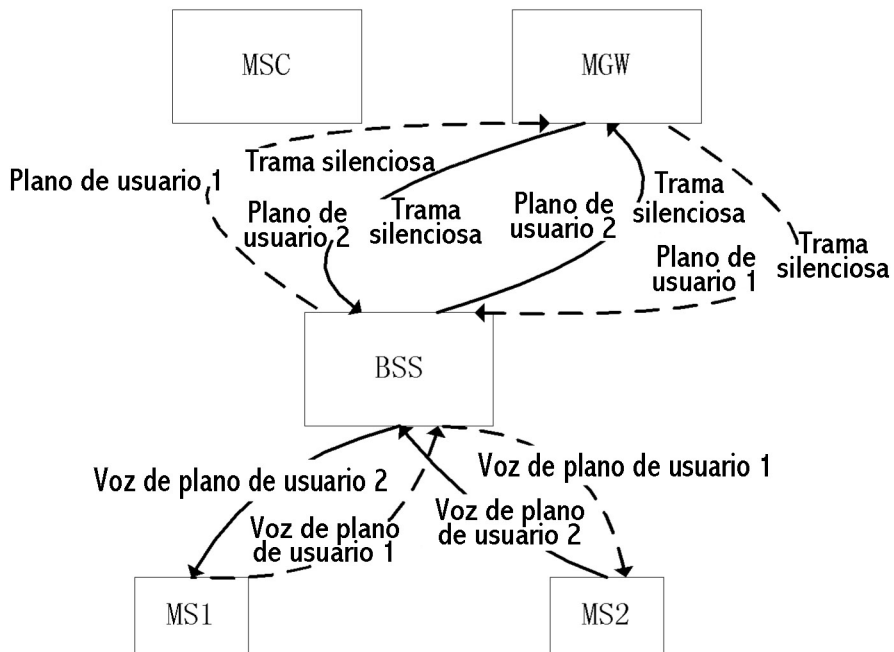 MSC
MGW
Plano de usuario 1
Trama silenciosa
Plano de
usuario 2
Trama
silenciosa
Plano de
usuario 2
Trama
silenciosa
Plano de
usuario 1
Trama
silenciosa
BSS
Voz de plano de usuario 2
Voz de plano
de usuario 1
Voz de plano
de usuario 2
Voz de plano de usuario 1
MS1
MS2